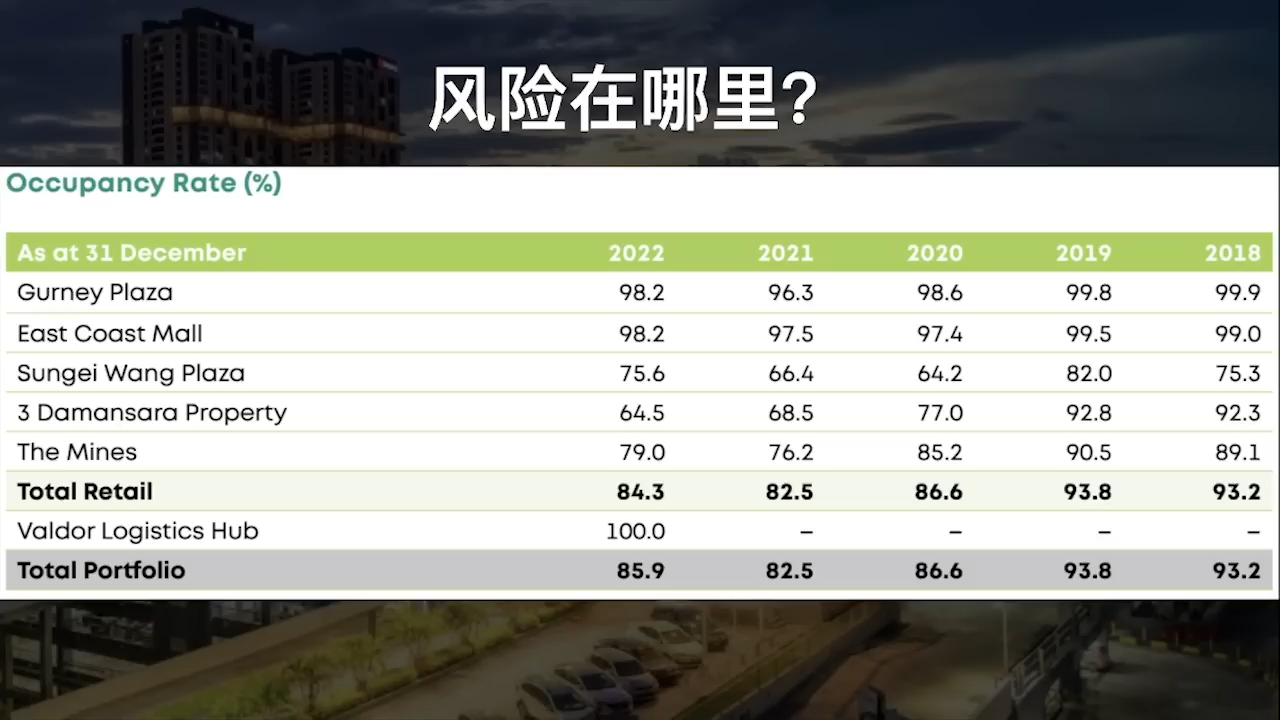 风险在哪里?
Occupancy Rate (%)
As at 31 December 2022 2021 2020 2019 2018
Gurney Plaza 98.2 96.3 98.6 99.8 99.9
East Coast Mall 98.2 97.5 97.4 99.5 99.0
Sungei Wang Plaza 75.6 66.4 64.2 82.0 75.3
3 Damansara Property 64.5 68.5 77.0 92.8 92.3
The Mines 79.0 76.2 85.2 90.5 89.1
Total Retail 84.3 82.5 86.6 93.8 93.2
Valdor Logistics Hub 100.0 – – – –
Total Portfolio 85.9 82.5 86.6 93.8 93.2